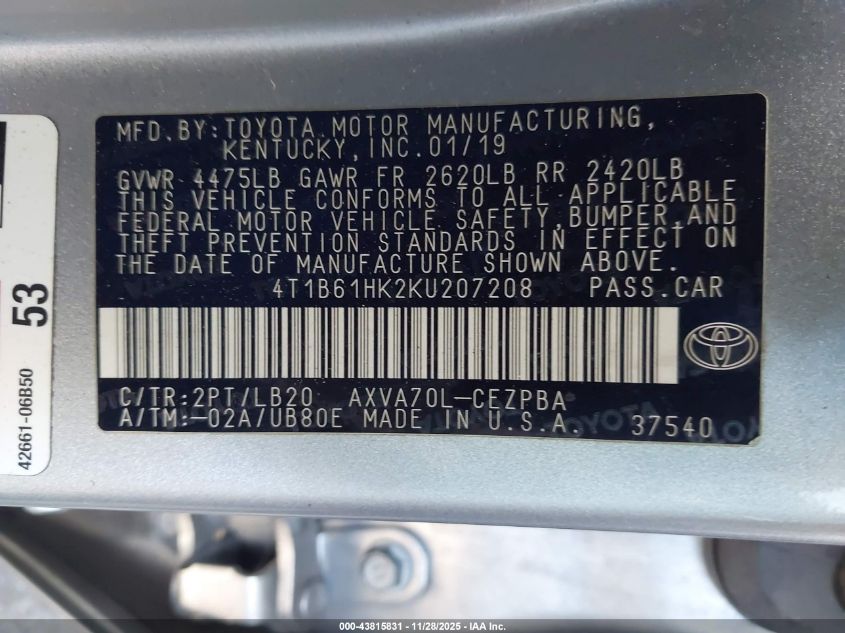 MFD.BY:TOYOTA MOTOR MANUFACTURING,
KENTUCKY,INC.01/19
GVWR 4475LB GAWR FR 2620LB RR 2420LB
THIS VEHICLE CONFORMS TO ALL APPLICABLE
FEDERAL MOTOR VEHICLE SAFETY,BUMPER,AND
THEFT PREVENTION STANDARDS IN EFFECT ON
THE DATE OF MANUFACTURE SHOWN ABOVE.
4T1B61HK2KU207208 PASS.CAR
C/TR:2PT/LB20 AXVA70L-CEZPBA
A/TM:-02A/UB80E MADE IN U.S.A. 37540
53
42661-06B50
000-43815831 - 11/28/2025 - IAA Inc.